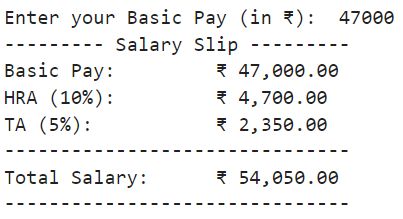 Enter your Basic Pay (in ₹):  47000
--------- Salary Slip ---------
Basic Pay:         ₹ 47,000.00
HRA (10%):         ₹ 4,700.00
TA (5%):           ₹ 2,350.00
-------------------------------
Total Salary:      ₹ 54,050.00
-------------------------------